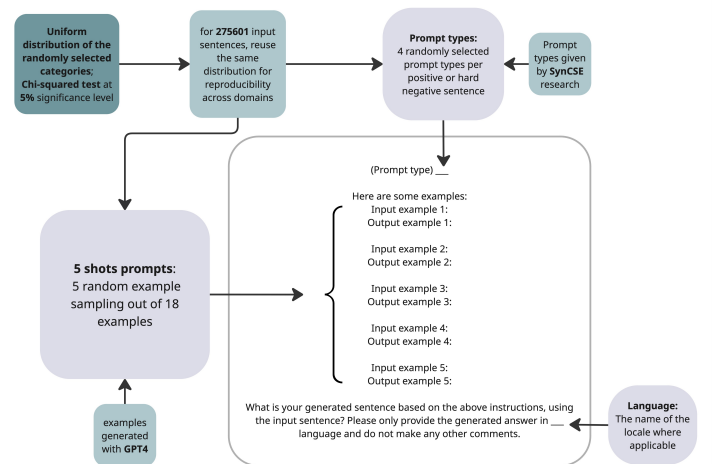 Uniform
distribution of the
randomly selected
categories;
Chi-squared test at
5% significance level
for 275601 input
sentences, reuse
the same
distribution for
reproducibility
across domains
Prompt types:
4 randomly selected
prompt types per
positive or hard
negative sentence
Prompt
types given
by SynCSE
research
(Prompt type) ___
Here are some examples:
Input example 1:
Output example 1:
Input example 2:
Output example 2:
Input example 3:
Output example 3:
Input example 4:
Output example 4:
Input example 5:
Output example 5:
What is your generated sentence based on the above instructions, using
the input sentence? Please only provide the generated answer in ___
language and do not make any other comments.
5 shots prompts:
5 random example
sampling out of 18
examples
examples
generated
with GPT4
Language:
The name of the
locale where
applicable